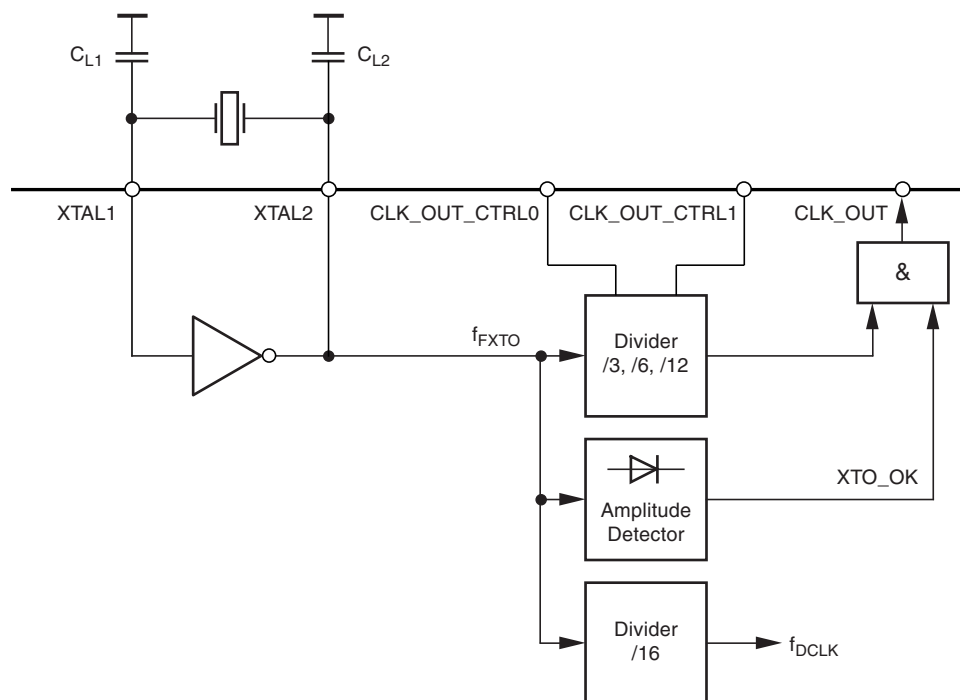 C_L1
C_L2
XTAL1
XTAL2
CLK_OUT_CTRL0
CLK_OUT_CTRL1
CLK_OUT
&
f_FXTO
Divider
/3, /6, /12
XTO_OK
Amplitude
Detector
Divider
/16
f_DCLK